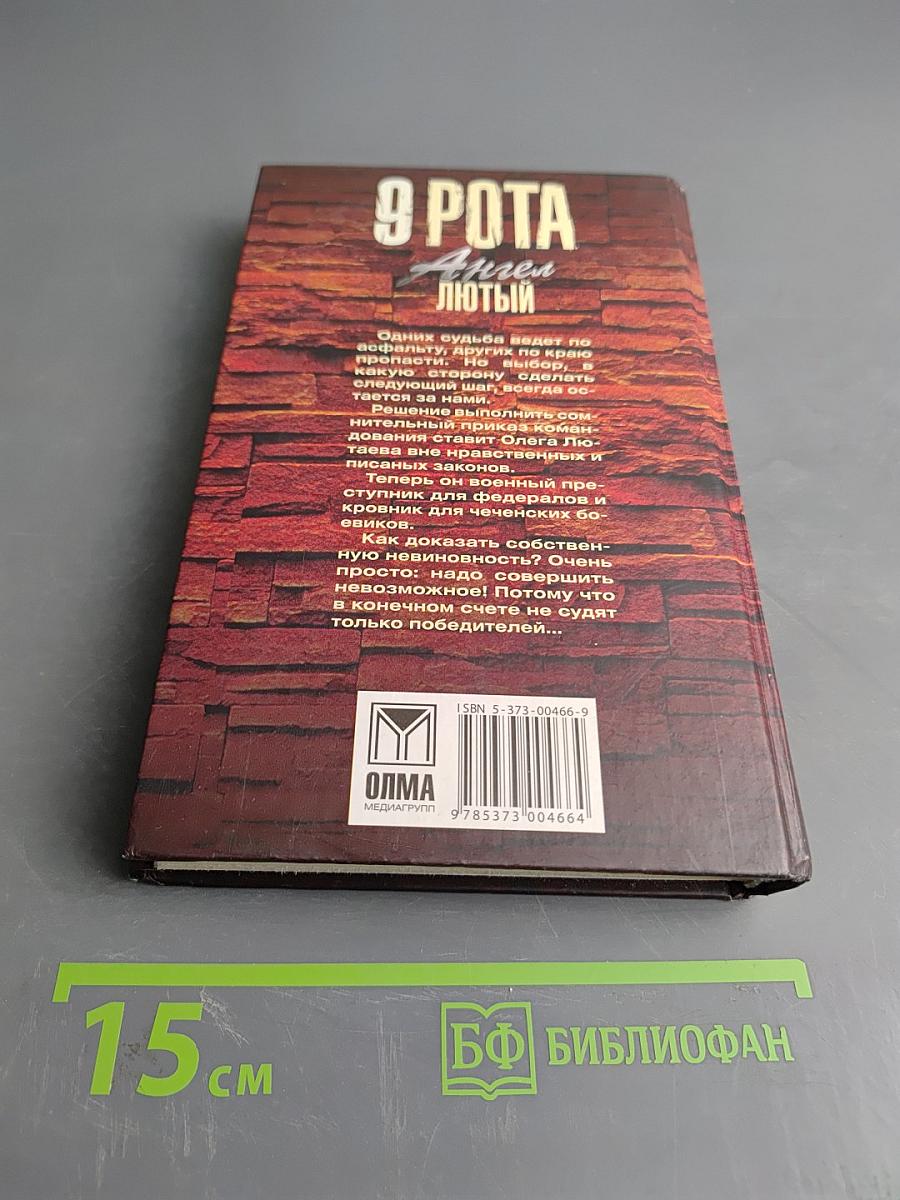 9 РОТА
Ангел
ЛЮТЫЙ
Одних судьба ведет по
асфальту, других по краю
пропасти. Но выбор, в
какую сторону сделать
следующий шаг, всегда ос-
тается за нами.
Решение выполнить сом-
нительный приказ коман-
дования ставит Олега Лю-
таева вне нравственных и
писаных законов.
Теперь он военный пре-
ступник для федералов и
кровник для чеченских бо-
евиков.
Как доказать собствен-
ную невиновность? Очень
просто: надо совершить
невозможное! Потому что
в конечном счете не судят
только победителей...
ISBN 5-373-00466-9
ОЛМА
МЕДИАГРУПП
9 785373 004664
15 см
БФ БИБЛИОФАН